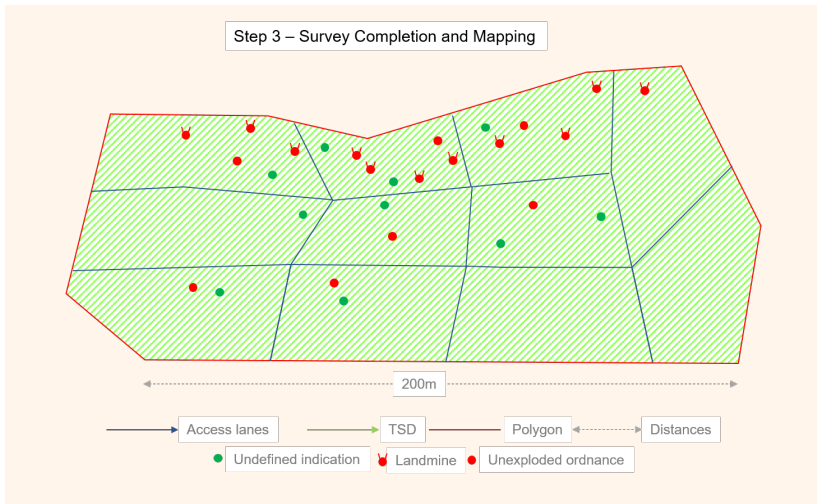 Step 3 – Survey Completion and Mapping
200m
Access lanes
TSD
Polygon
Distances
Undefined indication
Landmine
Unexploded ordnance